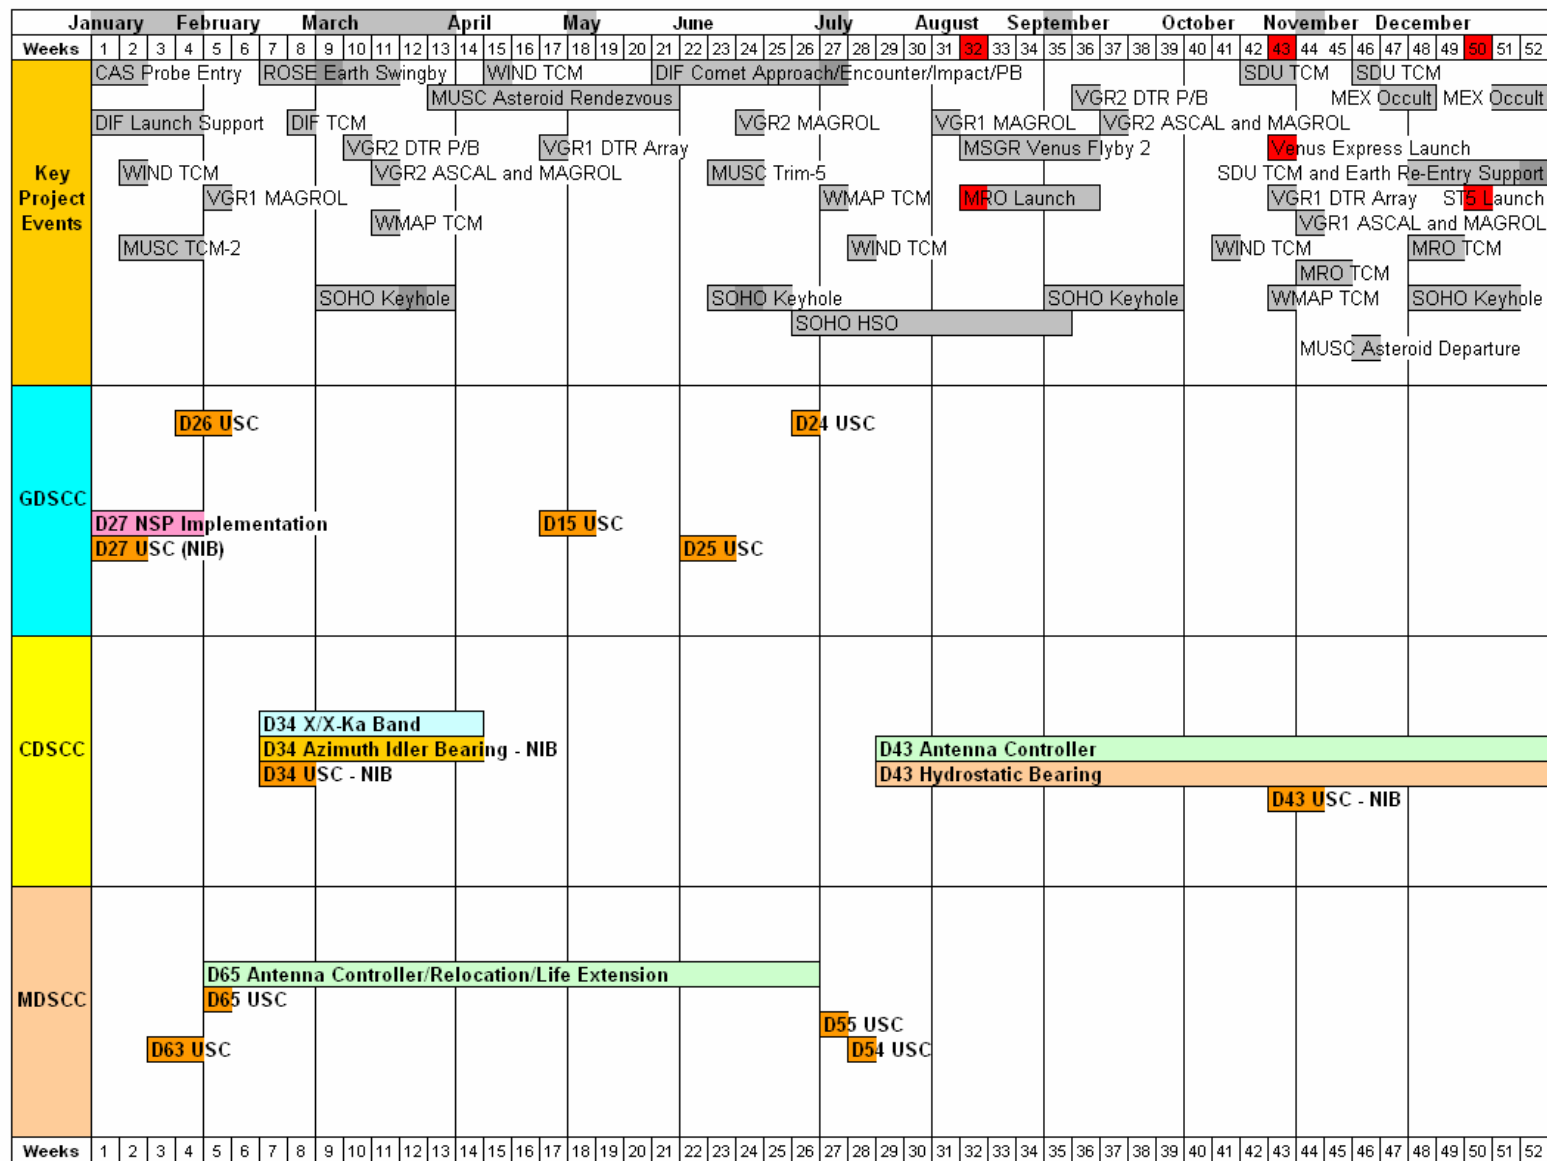 January February March April May June July August September October November December
Weeks 1 2 3 4 5 6 7 8 9 10 11 12 13 14 15 16 17 18 19 20 21 22 23 24 25 26 27 28 29 30 31 32 33 34 35 36 37 38 39 40 41 42 43 44 45 46 47 48 49 50 51 52
CAS Probe Entry ROSE Earth Swingby WIND TCM DIF Comet Approach/Encounter/Impact/PB SDU TCM SDU TCM
MUSC Asteroid Rendezvous VGR2 DTR P/B MEX Occult MEX Occult
DIF Launch Support DIF TCM VGR2 MAGROL VGR1 MAGROL VGR2 ASCAL and MAGROL
VGR2 DTR P/B VGR1 DTR Array MSGR Venus Flyby 2 Venus Express Launch
Key Project Events
WIND TCM VGR2 ASCAL and MAGROL MUSC Trim-5 SDU TCM and Earth Re-Entry Support
VGR1 MAGROL WMAP TCM MRO Launch VGR1 DTR Array ST5 Launch
WMAP TCM VGR1 ASCAL and MAGROL
MUSC TCM-2 WIND TCM WIND TCM MRO TCM
MRO TCM
SOHO Keyhole SOHO Keyhole SOHO Keyhole WMAP TCM SOHO Keyhole
SOHO HSO
MUSC Asteroid Departure
D26 USC D24 USC
GDSCC
D27 NSP Implementation D15 USC
D27 USC (NIB) D25 USC
D34 X/X-Ka Band
CDSCC D34 Azimuth Idler Bearing - NIB D43 Antenna Controller
D34 USC - NIB D43 Hydrostatic Bearing
D43 USC - NIB
D65 Antenna Controller/Relocation/Life Extension
MDSCC D65 USC
D55 USC
D63 USC D54 USC
Weeks 1 2 3 4 5 6 7 8 9 10 11 12 13 14 15 16 17 18 19 20 21 22 23 24 25 26 27 28 29 30 31 32 33 34 35 36 37 38 39 40 41 42 43 44 45 46 47 48 49 50 51 52